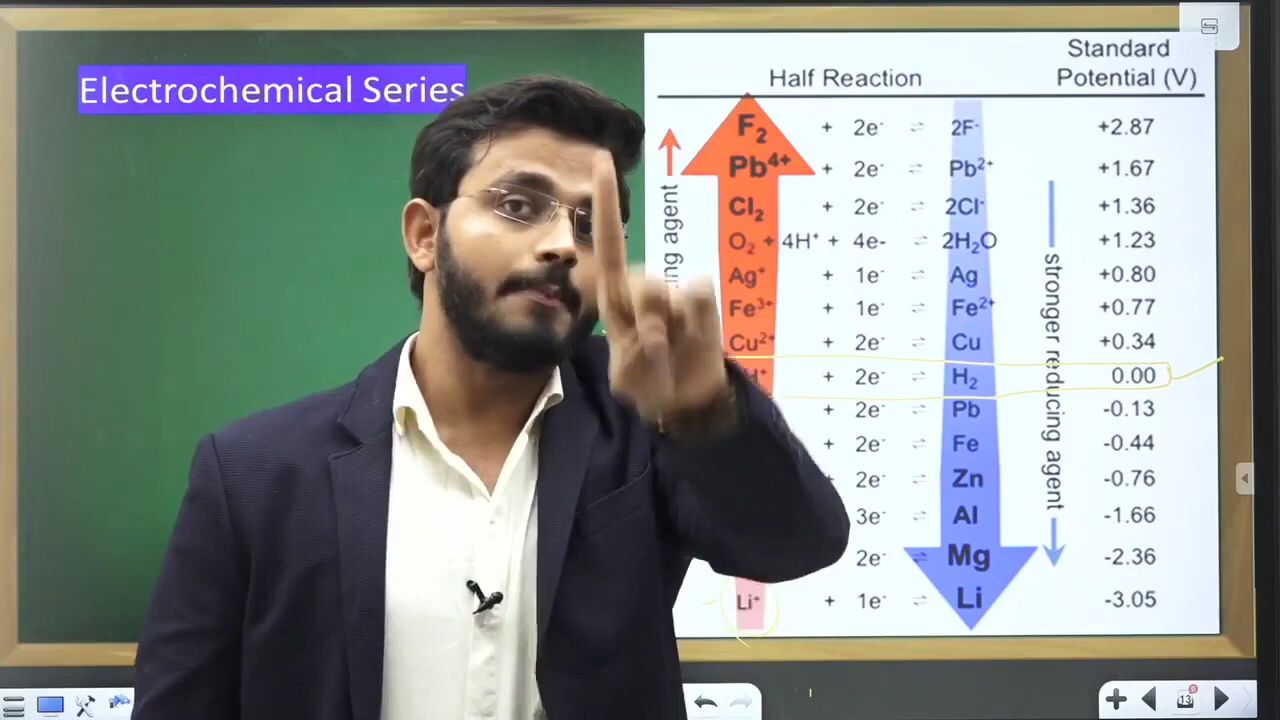 Electrochemical Series
Half Reaction
Standard
Potential (V)
F₂ + 2e⁻ ⇌ 2F⁻ +2.87
Pb⁴⁺ + 2e⁻ ⇌ Pb²⁺ +1.67
Cl₂ + 2e⁻ ⇌ 2Cl⁻ +1.36
O₂ + 4H⁺ + 4e- ⇌ 2H₂O +1.23
Ag⁺ + 1e⁻ ⇌ Ag +0.80
Fe³⁺ + 1e⁻ ⇌ Fe²⁺ +0.77
Cu²⁺ + 2e⁻ ⇌ Cu +0.34
H⁺ + 2e⁻ ⇌ H₂ 0.00
+ 2e⁻ ⇌ Pb -0.13
+ 2e⁻ ⇌ Fe -0.44
2e⁻ ⇌ Zn -0.76
3e⁻ ⇌ Al -1.66
2e⁻ ⇌ Mg -2.36
Li⁺ + 1e⁻ ⇌ Li -3.05
agent
stronger reducing agent
13